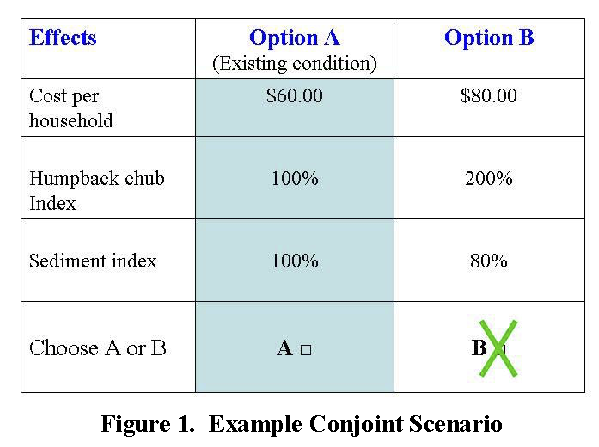 Effects Option A Option B
(Existing condition)
Cost per $60.00 $80.00
household
Humpback chub 100% 200%
Index
Sediment index 100% 80%
Choose A or B A □ B □
Figure 1. Example Conjoint Scenario